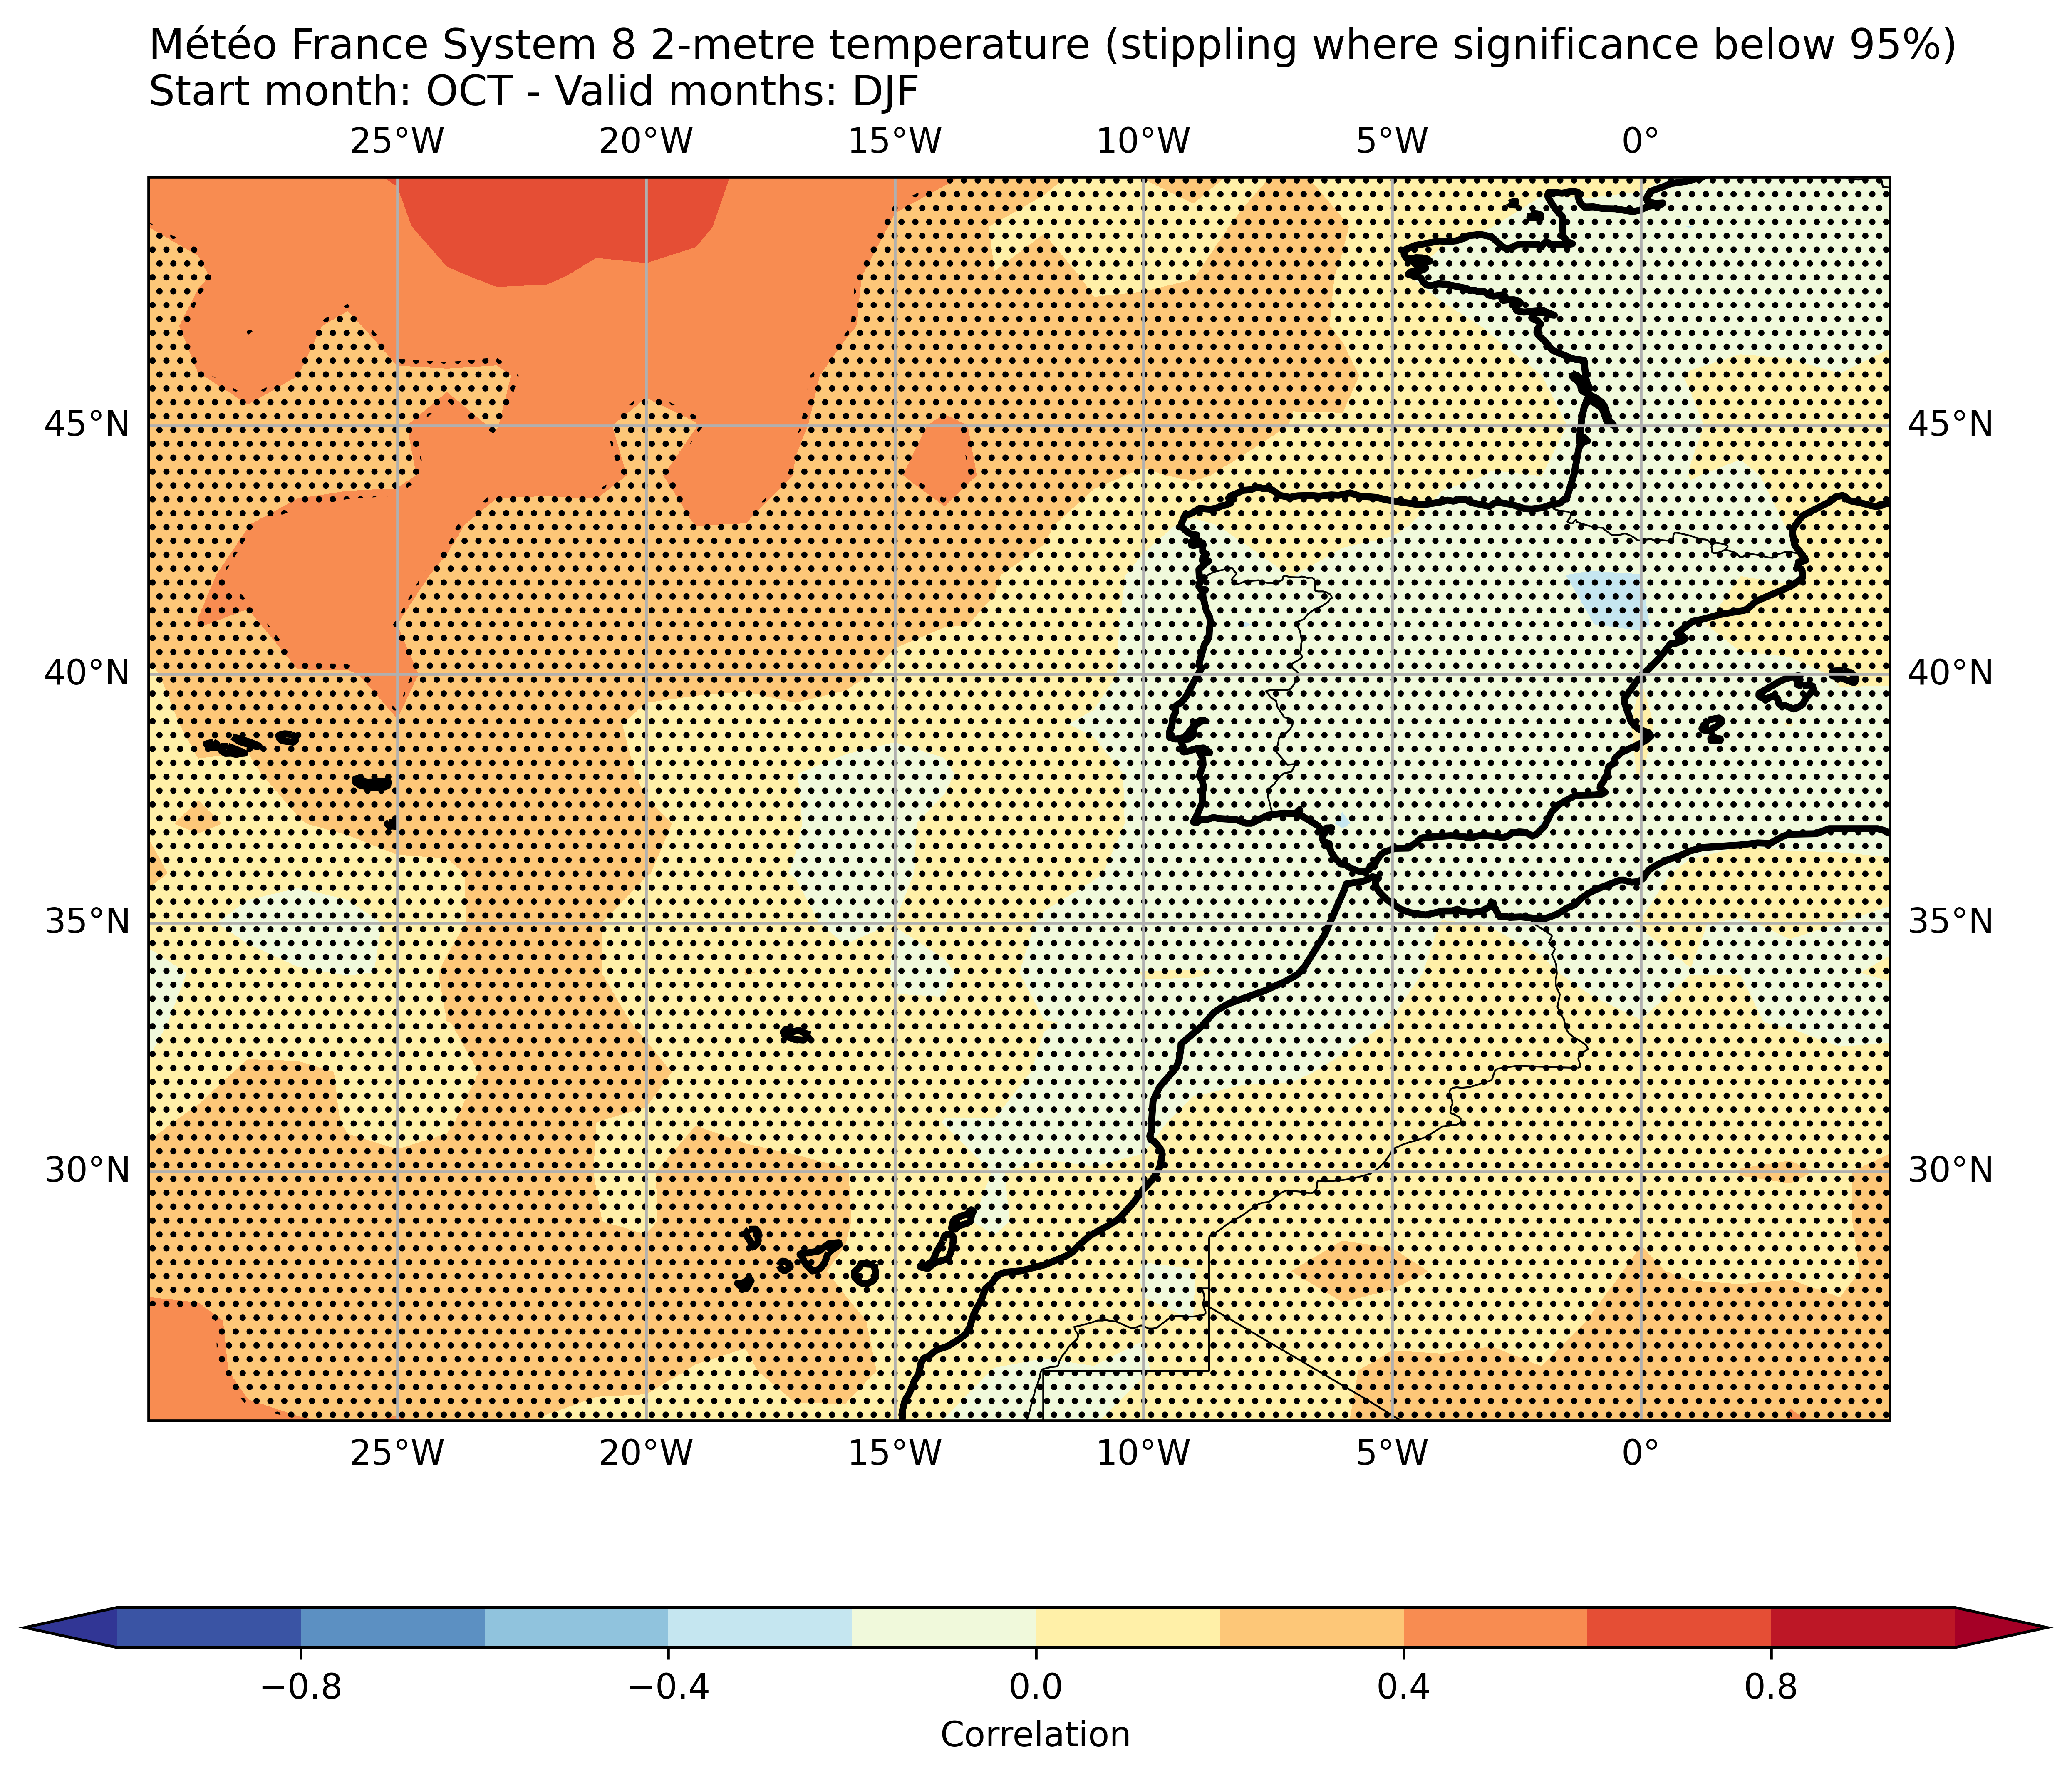 Météo France System 8 2-metre temperature (stippling where significance below 95%)
Start month: OCT - Valid months: DJF
25°W 20°W 15°W 10°W 5°W 0°
45°N 45°N
40°N 40°N
35°N 35°N
30°N 30°N
25°W 20°W 15°W 10°W 5°W 0°
−0.8 −0.4 0.0 0.4 0.8
Correlation